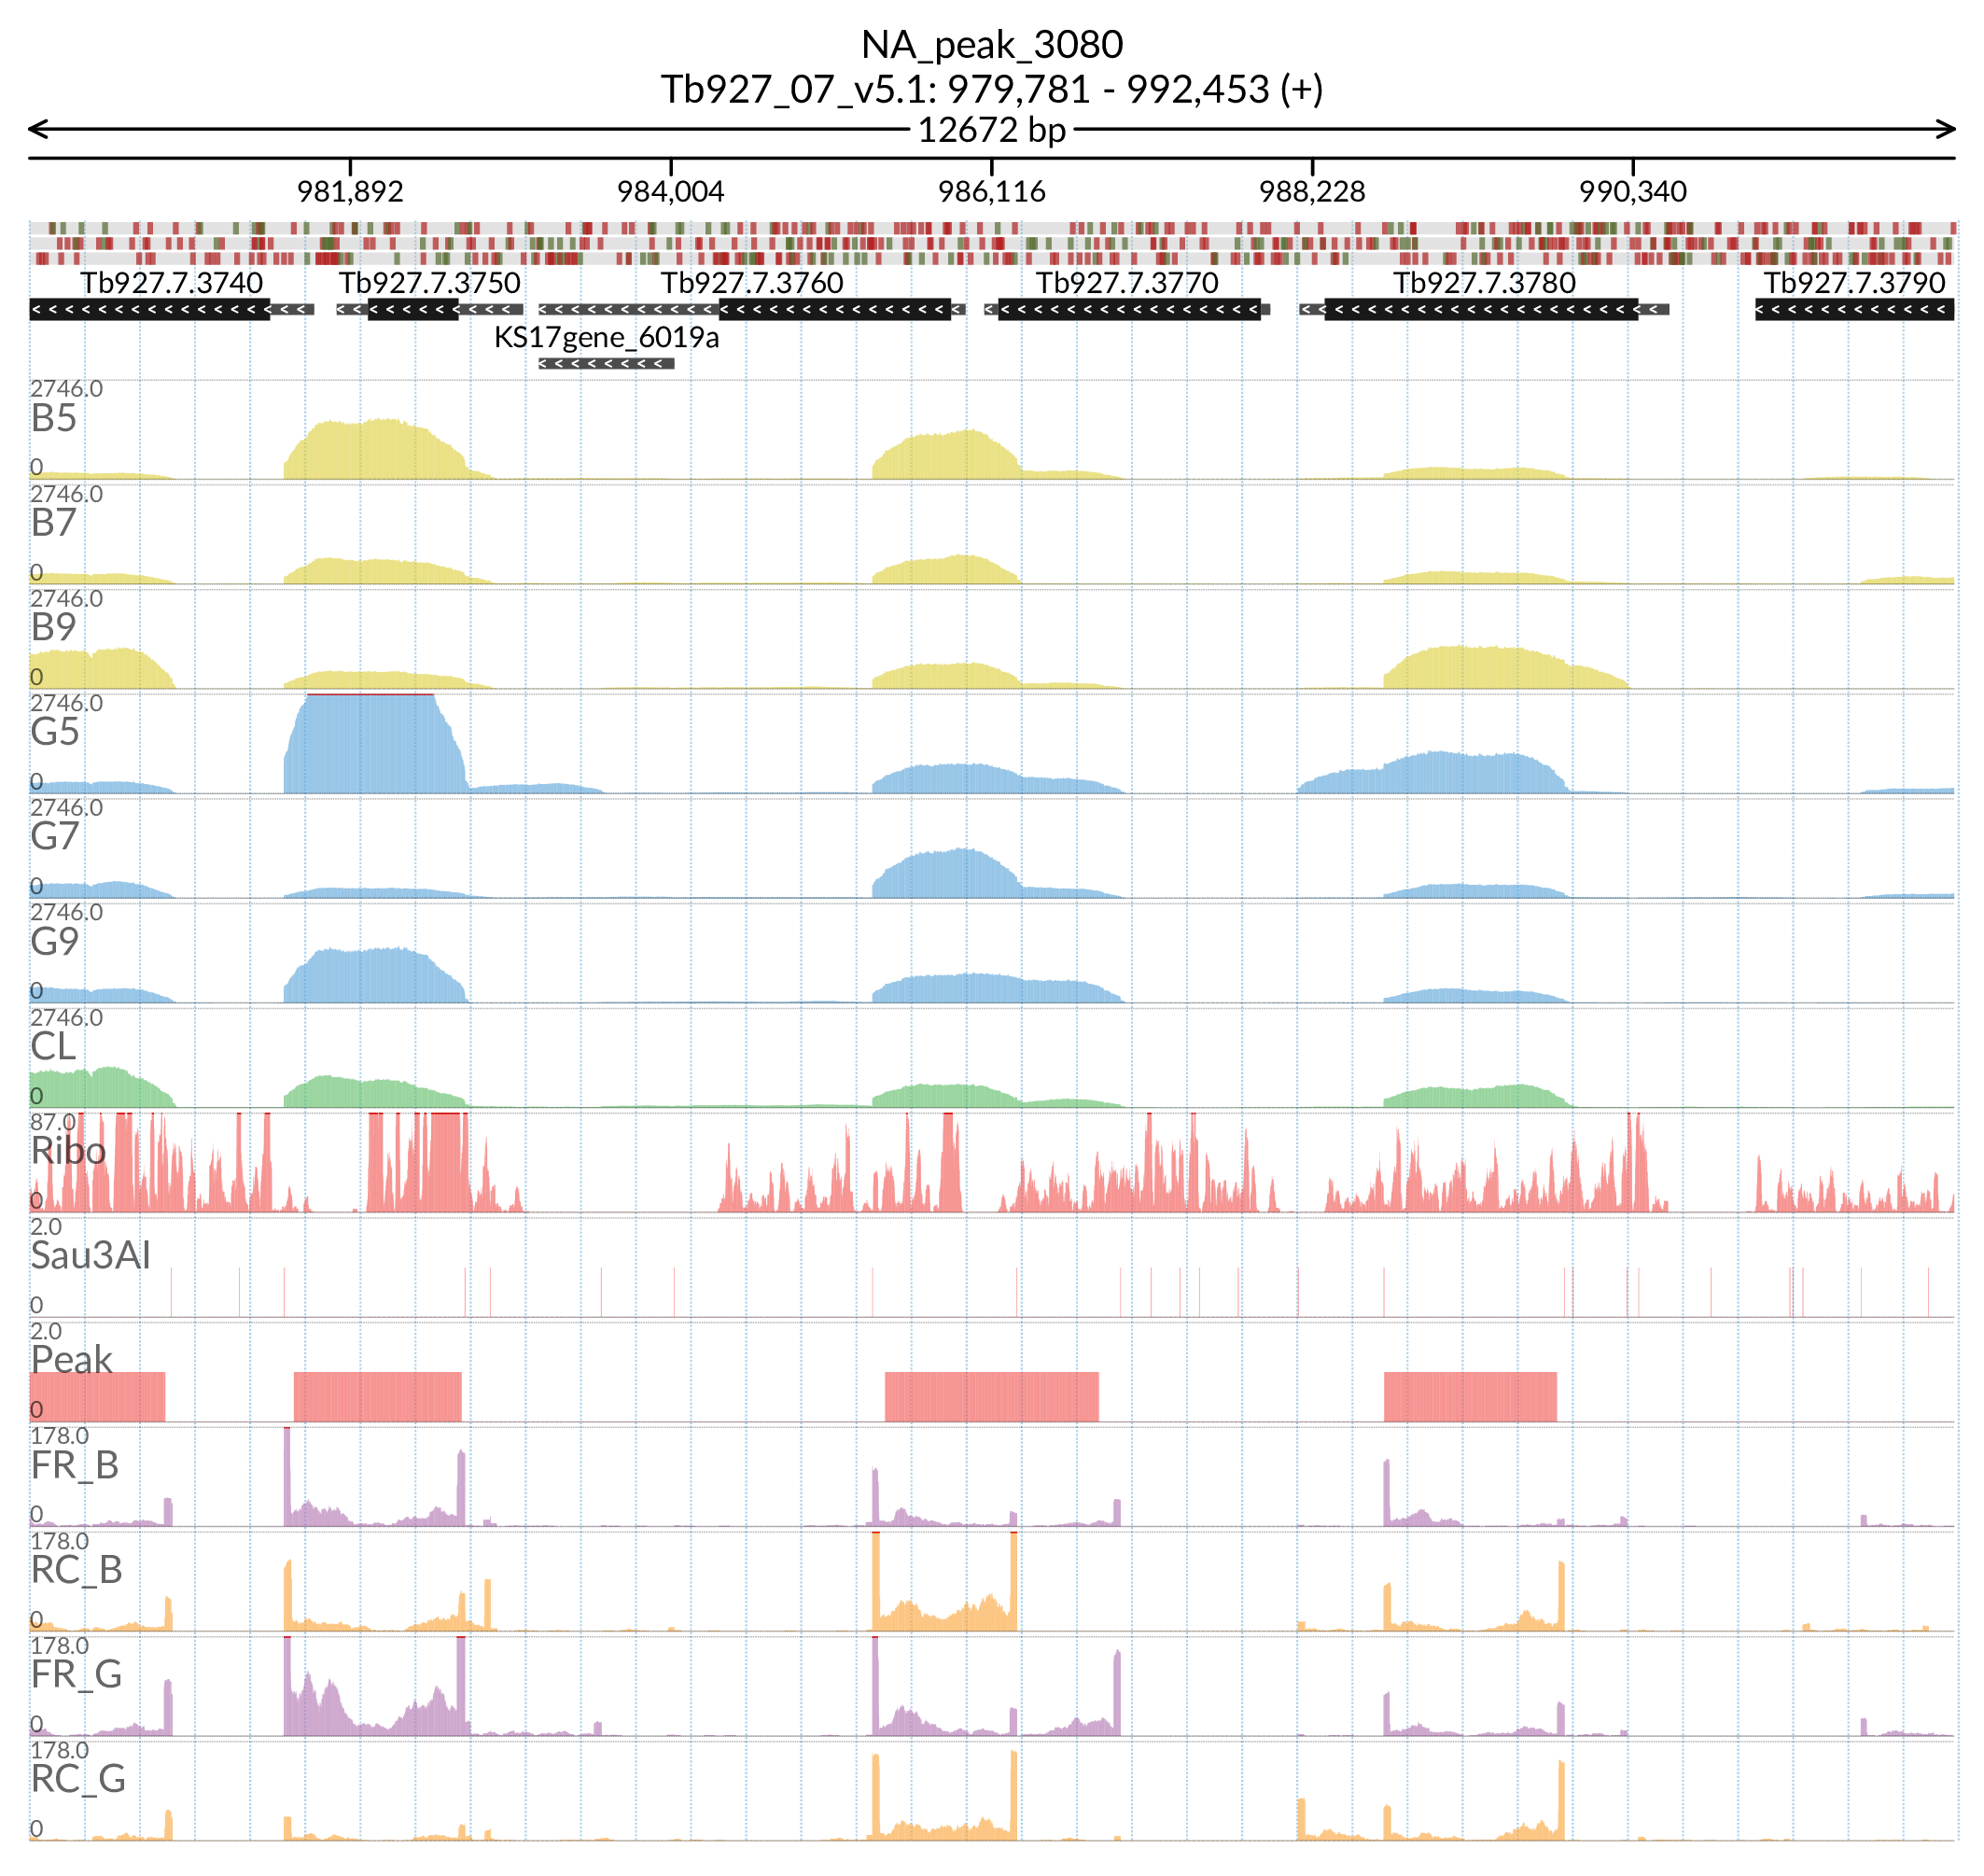 NA_peak_3080
Tb927_07_v5.1: 979,781 - 992,453 (+)
12672 bp
981,892 984,004 986,116 988,228 990,340
Tb927.7.3740 Tb927.7.3750 Tb927.7.3760 Tb927.7.3770 Tb927.7.3780 Tb927.7.3790
KS17gene_6019a
2746.0
B5
0
2746.0
B7
0
2746.0
B9
0
2746.0
G5
0
2746.0
G7
0
2746.0
G9
0
2746.0
CL
0
87.0
Ribo
0
2.0
Sau3AI
0
2.0
Peak
0
178.0
FR_B
0
178.0
RC_B
0
178.0
FR_G
0
178.0
RC_G
0